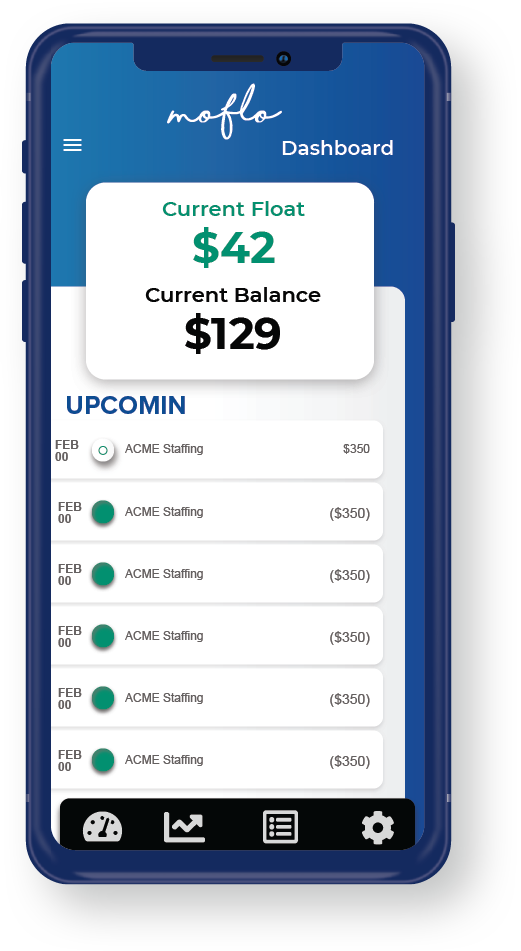 moflo
Dashboard
Current Float
$42
Current Balance
$129
UPCOMIN
FEB 00 ACME Staffing $350
FEB 00 ACME Staffing ($350)
FEB 00 ACME Staffing ($350)
FEB 00 ACME Staffing ($350)
FEB 00 ACME Staffing ($350)
FEB 00 ACME Staffing ($350)